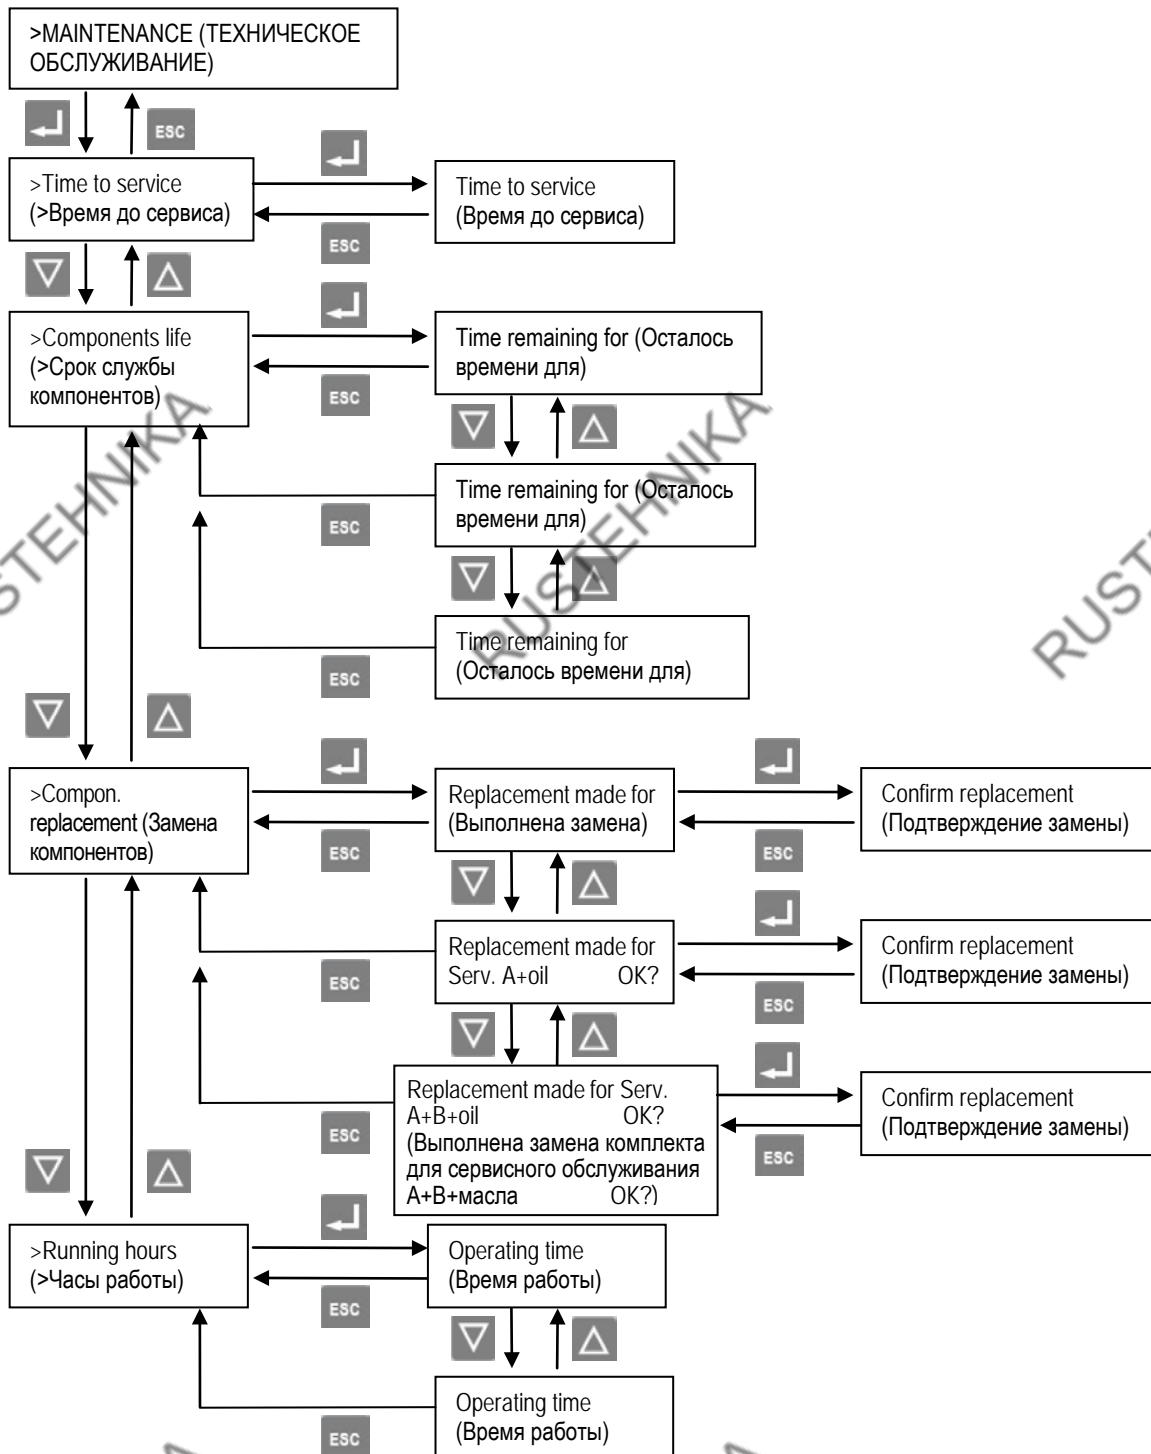 >MAINTENANCE (ТЕХНИЧЕСКОЕ
ОБСЛУЖИВАНИЕ)
ESC
>Time to service
(>Время до сервиса)
Time to service
(Время до сервиса)
ESC
>Components life
(>Срок службы
компонентов)
Time remaining for (Осталось
времени для)
ESC
Time remaining for (Осталось
времени для)
ESC
Time remaining for
(Осталось времени для)
ESC
>Compon.
replacement (Замена
компонентов)
Replacement made for
(Выполнена замена)
Confirm replacement
(Подтверждение замены)
ESC
ESC
Replacement made for
Serv. A+oil OK?
Confirm replacement
(Подтверждение замены)
ESC
ESC
Replacement made for Serv.
A+B+oil OK?
(Выполнена замена комплекта
для сервисного обслуживания
А+В+масла OK?)
Confirm replacement
(Подтверждение замены)
ESC
ESC
>Running hours
(>Часы работы)
Operating time
(Время работы)
ESC
Operating time
(Время работы)
ESC
RUSTEHNIKA